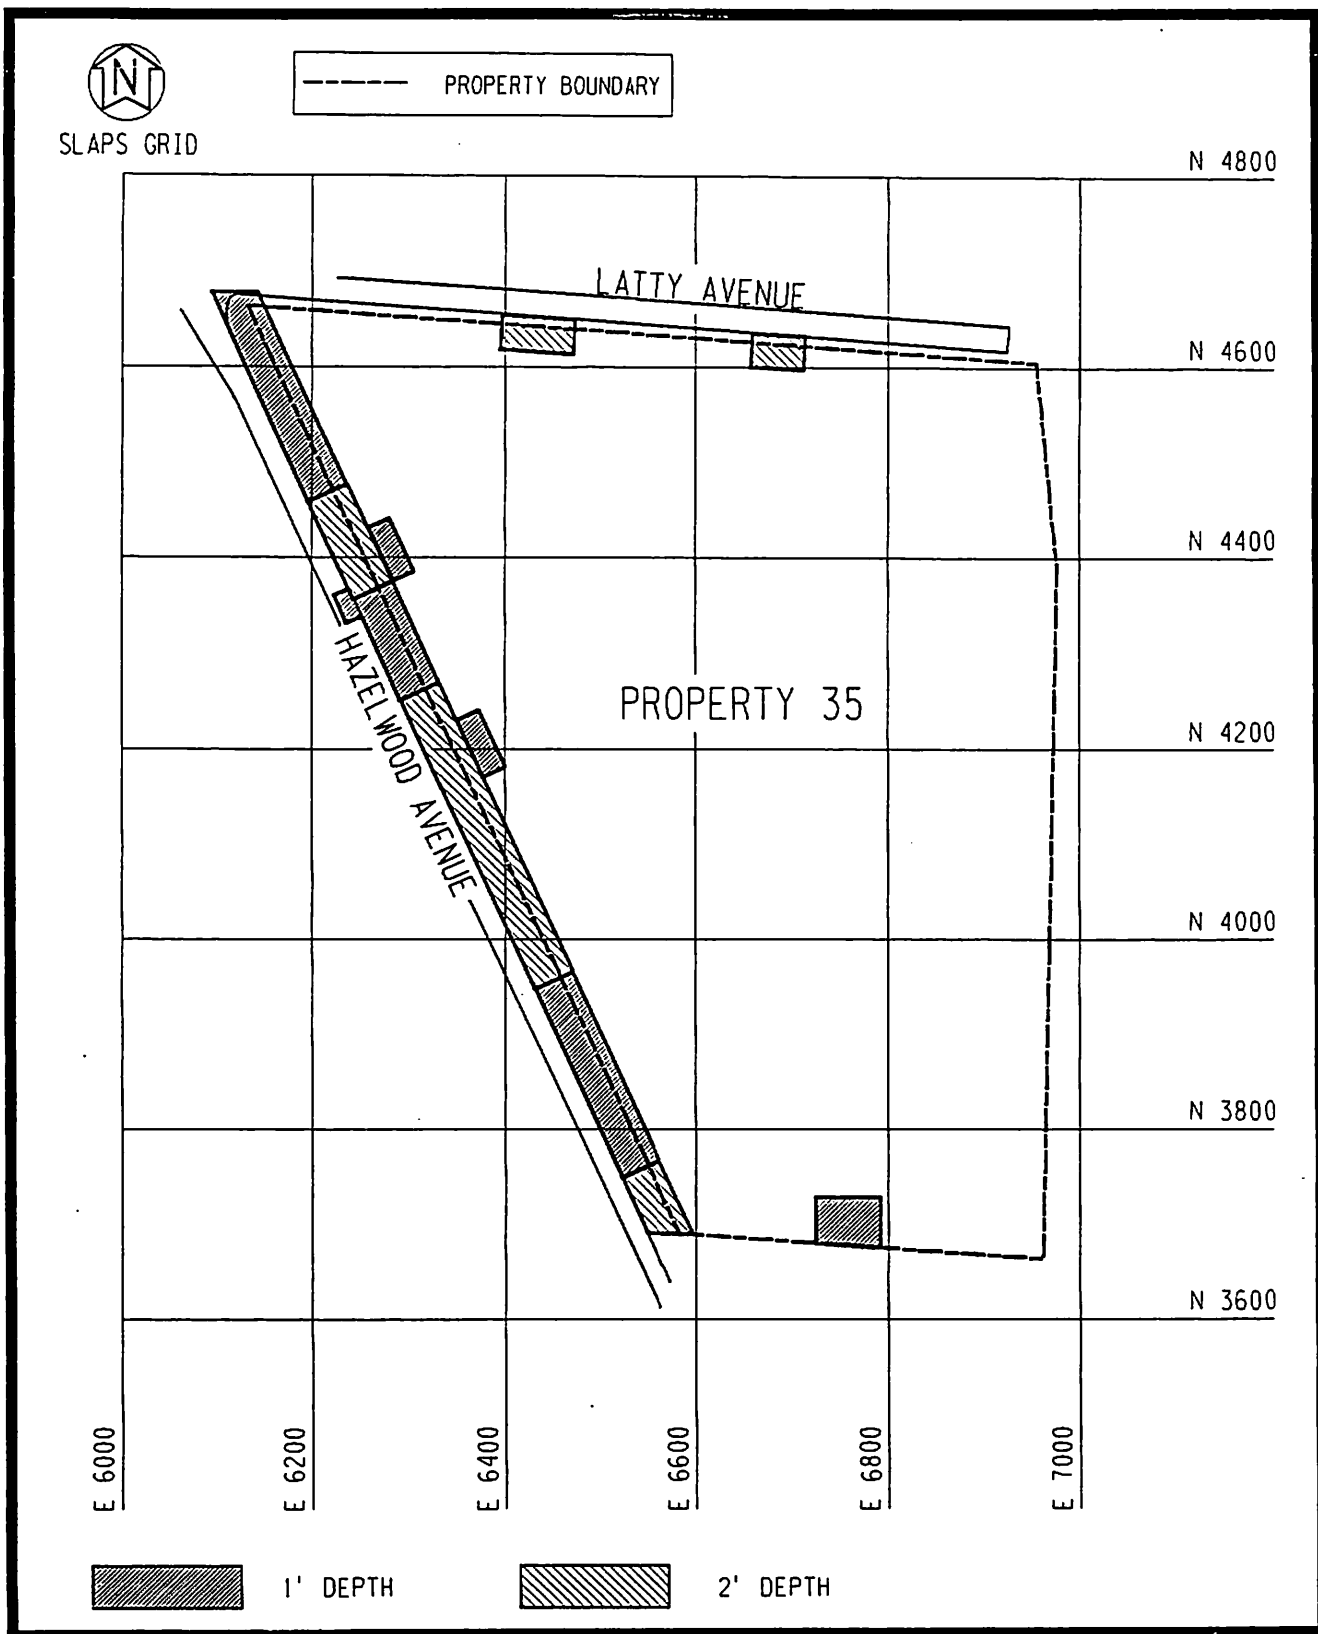 N
PROPERTY BOUNDARY
SLAPS GRID
N 4800
LATTY AVENUE
N 4600
N 4400
HAZELWOOD AVENUE
PROPERTY 35
N 4200
N 4000
N 3800
N 3600
E 6000
E 6200
E 6400
E 6600
E 6800
E 7000
1' DEPTH
2' DEPTH